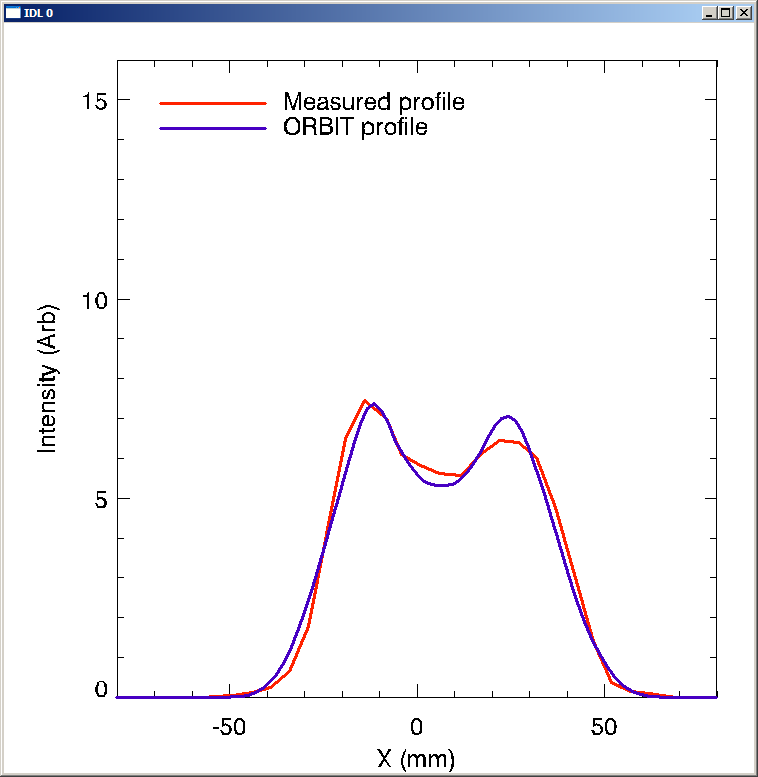 IDL 0
Measured profile
ORBIT profile
15
10
5
0
Intensity (Arb)
-50
0
50
X (mm)